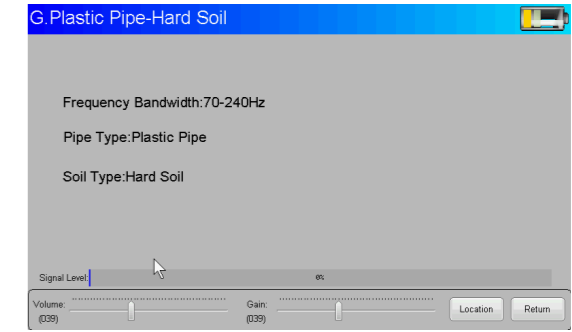 G.Plastic Pipe-Hard Soil
Frequency Bandwidth:70-240Hz
Pipe Type:Plastic Pipe
Soil Type:Hard Soil
Signal Level: 0%
Volume: Gain:
(039) (039)
Location Return